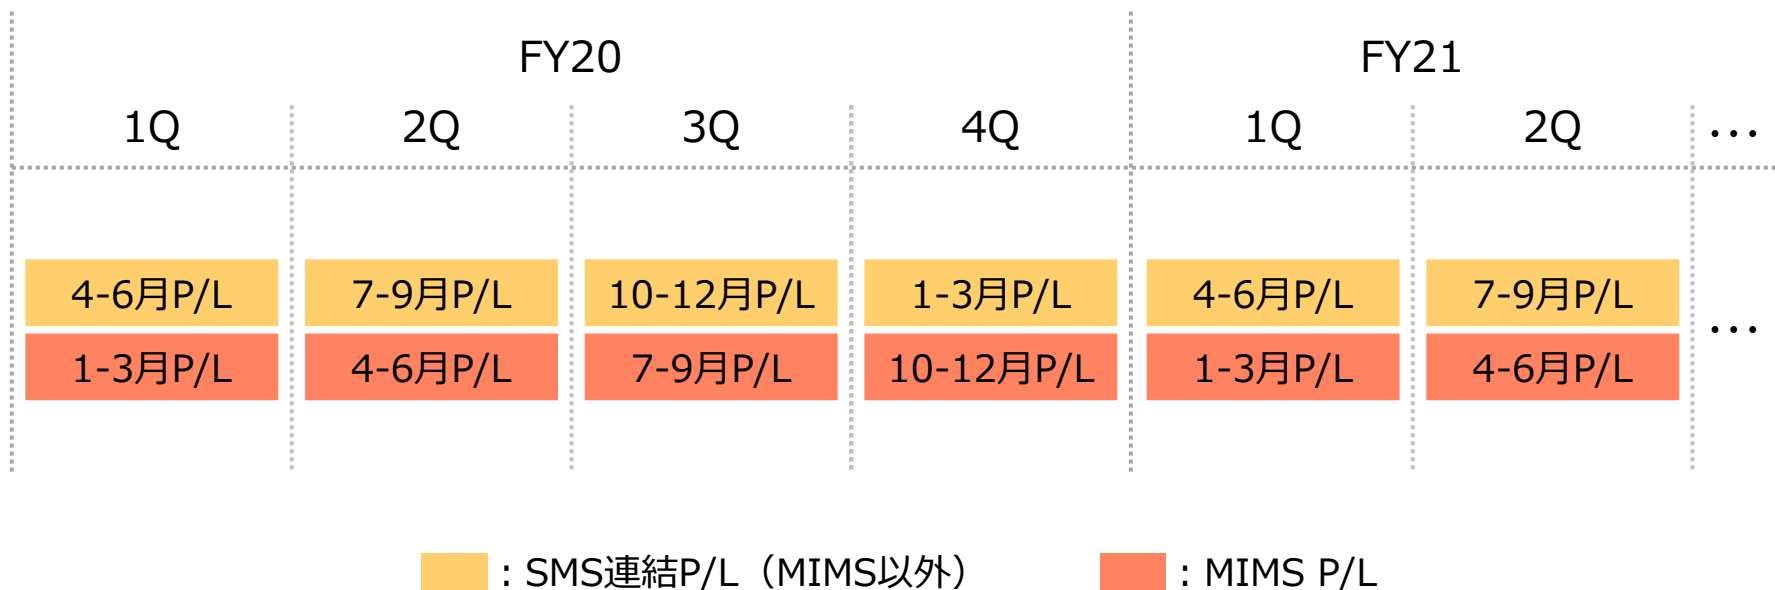 FY20 FY21
1Q 2Q 3Q 4Q 1Q 2Q …
4-6月P/L 7-9月P/L 10-12月P/L 1-3月P/L 4-6月P/L 7-9月P/L
…
1-3月P/L 4-6月P/L 7-9月P/L 10-12月P/L 1-3月P/L 4-6月P/L
: SMS連結P/L（MIMS以外） : MIMS P/L